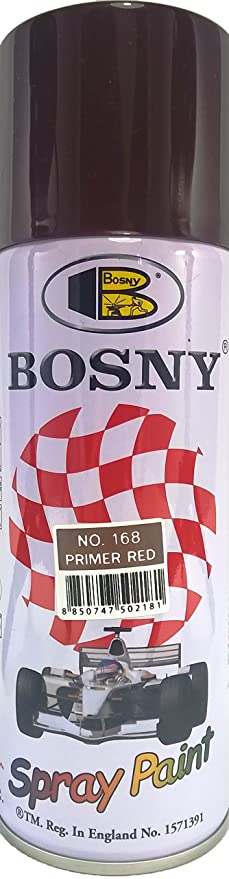 BOSNY
BOSNY®
NO. 168
PRIMER RED
8 850747 502181
Spray Paint
®TM. Reg. In England No. 1571391